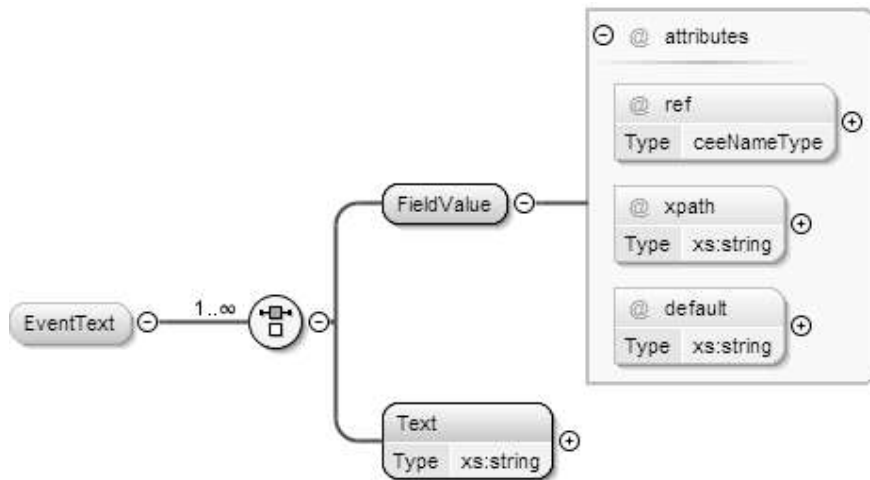 @ attributes
@ ref
Type ceeNameType
FieldValue
@ xpath
Type xs:string
EventText
1..∞
@ default
Type xs:string
Text
Type xs:string